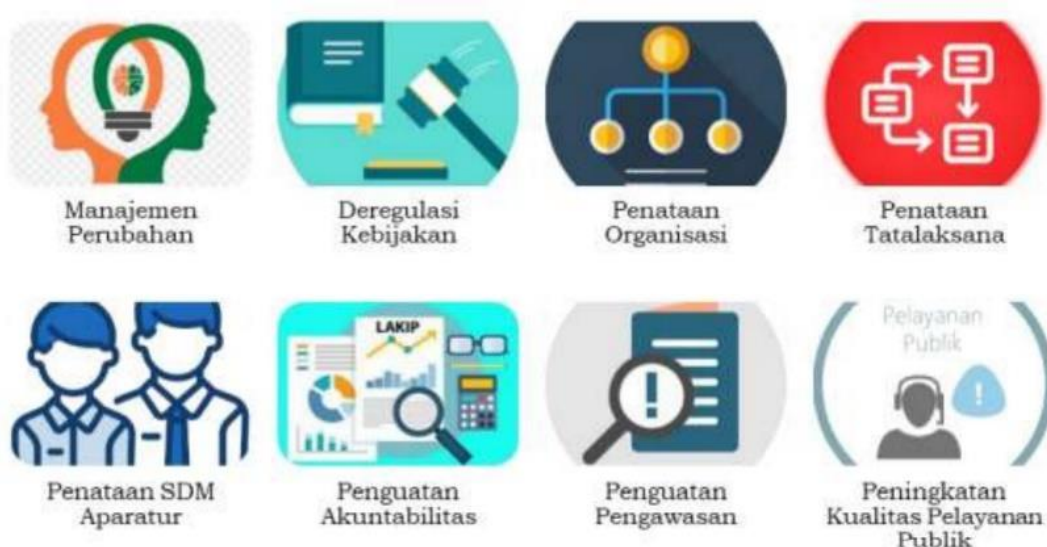 Manajemen
Perubahan
Deregulasi
Kebijakan
Penataan
Organisasi
Penataan
Tatalaksana
LAKIP
Pelayanan
Publik
Penataan SDM
Aparatur
Penguatan
Akuntabilitas
Penguatan
Pengawasan
Peningkatan
Kualitas Pelayanan
Publik